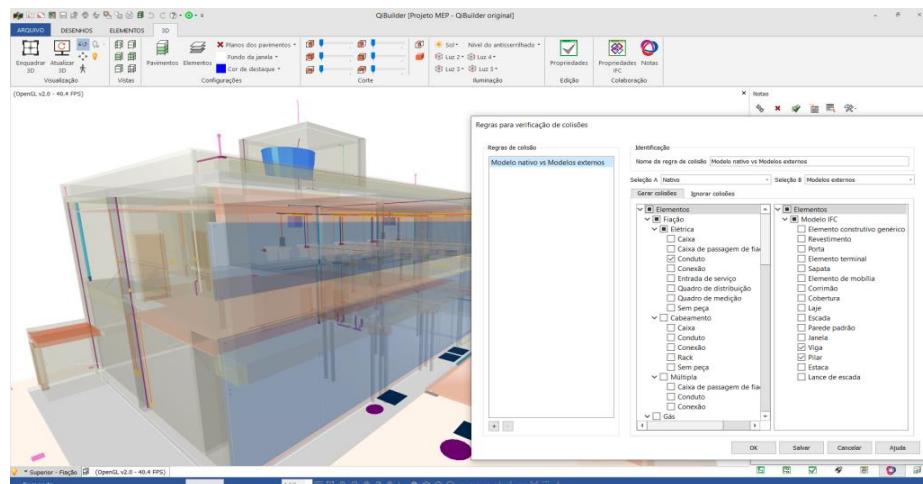 QiBuilder [Projeto MEP - QiBuilder original]
ARQUIVO DESENHOS ELEMENTOS 3D
Enquadrar 3D
Atualizar 3D
Visualização
Vistas
Pavimentos
Elementos
Planos dos pavimentos
Fundo da janela
Cor de destaque
Configurações
Corte
Sol
Nível do antisserrilhado
Luz 2 Luz 4
Luz 3 Luz 5
Iluminação
Propriedades
Edição
Propriedades IFC
Notas
Colaboração
(OpenGL v2.0 - 40.4 FPS)
Notas
Regras para verificação de colisões
Regras de colisão
Modelo nativo vs Modelos externos
Identificação
Nome da regra de colisão Modelo nativo vs Modelos externos
Seleção A Nativo
Seleção B Modelos externos
Gerar colisões Ignorar colisões
Elementos
Fiação
Elétrica
Caixa
Caixa de passagem de fia
Conduto
Conexão
Entrada de serviço
Quadro de distribuição
Quadro de medição
Sem peça
Cabeamento
Caixa
Conduto
Conexão
Rack
Sem peça
Múltipla
Caixa de passagem de fia
Conduto
Conexão
Gás
Elementos
Modelo IFC
Elemento construtivo genérico
Revestimento
Porta
Elemento terminal
Sapata
Elemento de mobília
Corrimão
Cobertura
Laje
Escada
Parede padrão
Janela
Viga
Pilar
Estaca
Lance de escada
OK Salvar Cancelar Ajuda
Superior - Fiação (OpenGL v2.0 - 40.4 FPS)